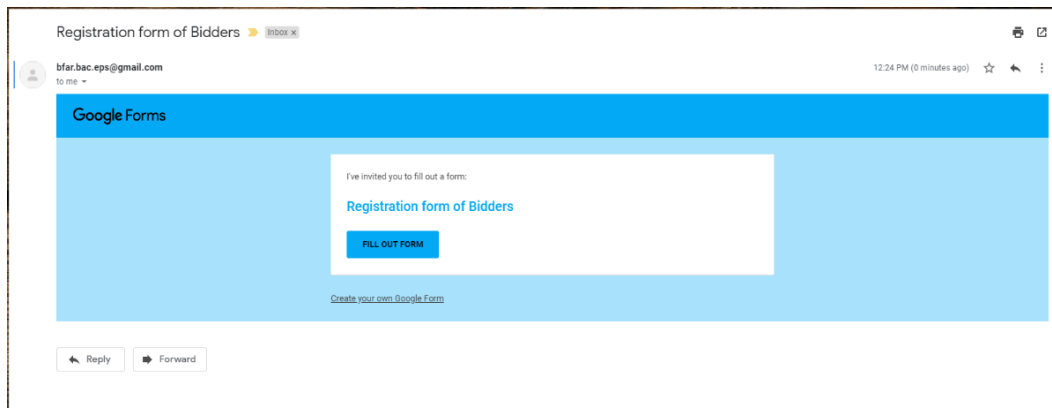 Registration form of Bidders Inbox x
bfar.bac.eps@gmail.com 12:24 PM (0 minutes ago)
to me
Google Forms
I've invited you to fill out a form:
Registration form of Bidders
FILL OUT FORM
Create your own Google Form
Reply Forward